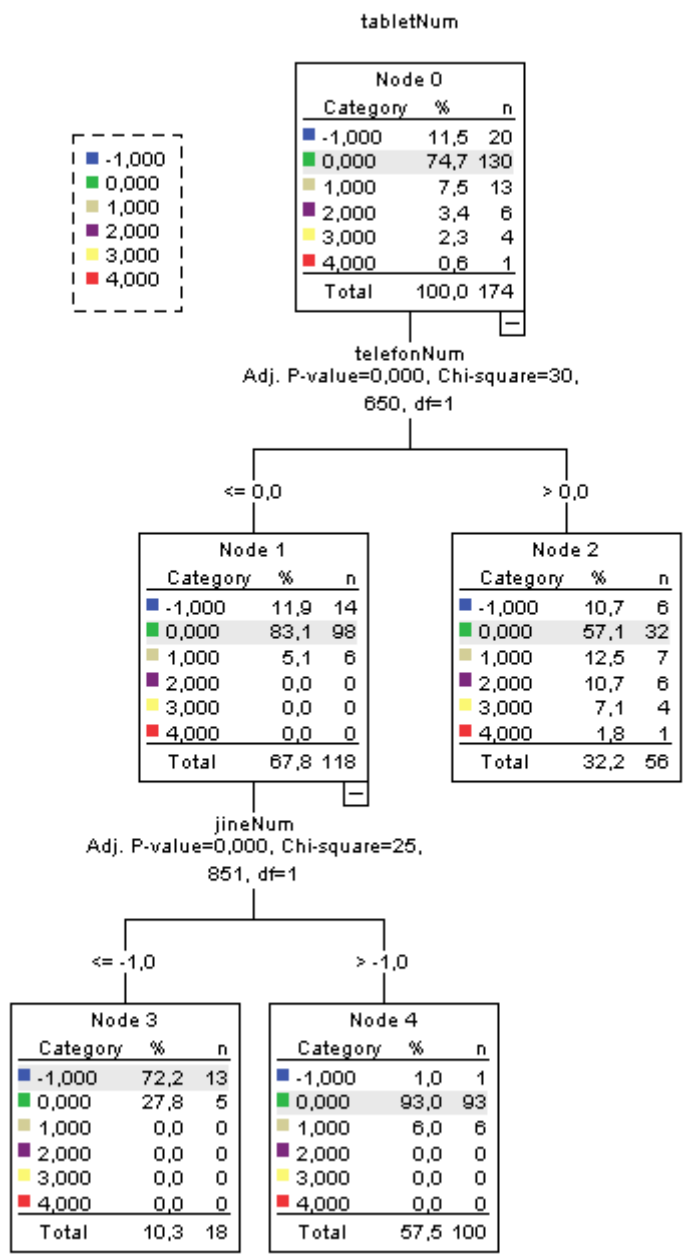 tabletNum
Node 0
Category % n
-1,000 11,5 20
0,000 74,7 130
1,000 7,5 13
2,000 3,4 6
3,000 2,3 4
4,000 0,6 1
Total 100,0 174
-1,000
0,000
1,000
2,000
3,000
4,000
telefonNum
Adj. P-value=0,000, Chi-square=30,
650, df=1
<= 0,0
> 0,0
Node 1
Category % n
-1,000 11,9 14
0,000 83,1 98
1,000 5,1 6
2,000 0,0 0
3,000 0,0 0
4,000 0,0 0
Total 67,8 118
Node 2
Category % n
-1,000 10,7 6
0,000 57,1 32
1,000 12,5 7
2,000 10,7 6
3,000 7,1 4
4,000 1,8 1
Total 32,2 56
jineNum
Adj. P-value=0,000, Chi-square=25,
851, df=1
<= -1,0
> -1,0
Node 3
Category % n
-1,000 72,2 13
0,000 27,8 5
1,000 0,0 0
2,000 0,0 0
3,000 0,0 0
4,000 0,0 0
Total 10,3 18
Node 4
Category % n
-1,000 1,0 1
0,000 93,0 93
1,000 6,0 6
2,000 0,0 0
3,000 0,0 0
4,000 0,0 0
Total 57,5 100